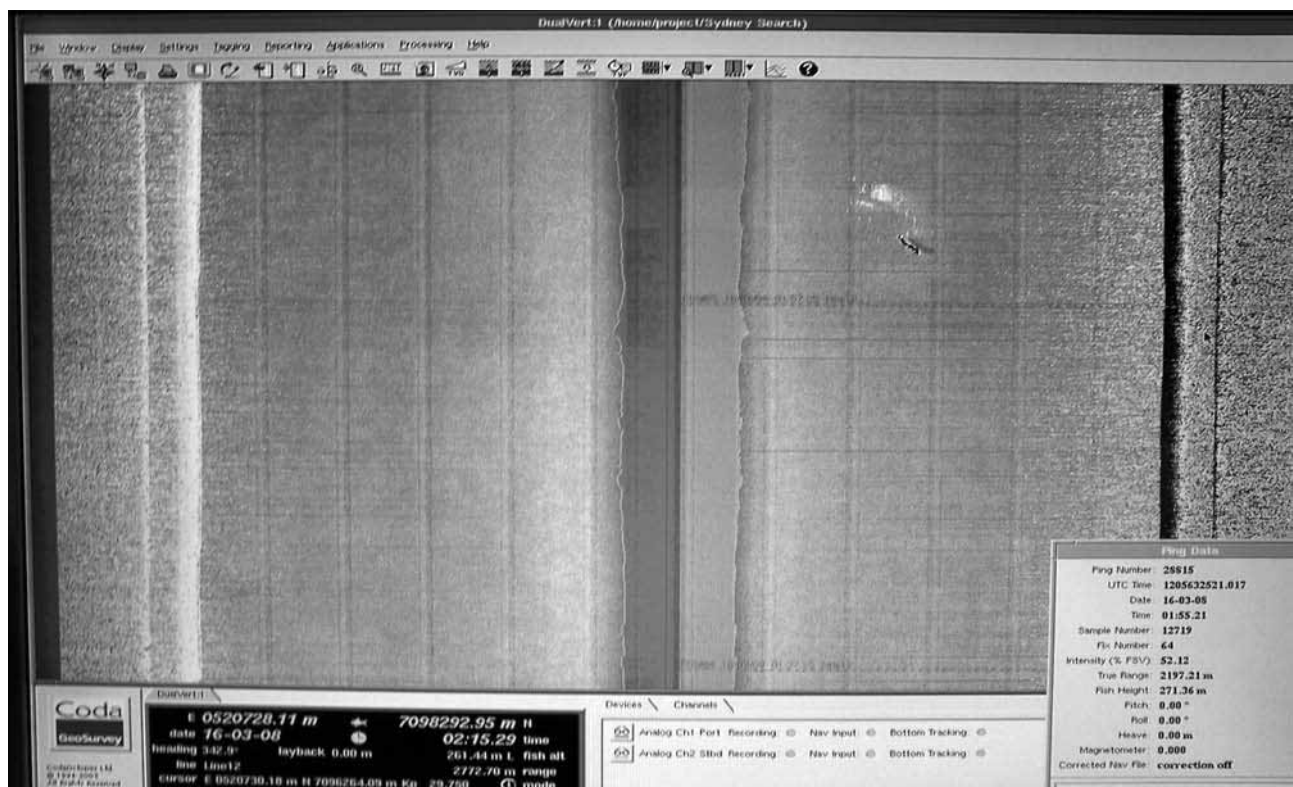 DualVert:1 (/home/project/Sydney Search)
File Window Display Settings Tagging Reporting Applications Processing Help
Ping Data
Ping Number: 28815
UTC Time: 1205632521.017
Date: 16-03-08
Time: 01:55.21
Sample Number: 12719
Fix Number: 64
Intensity (% FSV): 52.12
True Range: 2197.21 m
Fish Height: 271.36 m
Pitch: 0.00 °
Roll: 0.00 °
Heave: 0.00 m
Magnetometer: 0.000
Corrected Nav File: correction off
Coda
GeoSurvey
All Rights Reserved
DualVert:1
E 0520728.11 m 7098292.95 m N
date 16-03-08 02:15.29 time
heading 342.9° layback 0.00 m 261.44 m L fish alt
line Line12 2772.70 m range
cursor E 0520730.18 m N 7096264.09 m Kp 29.750 mode
Devices Channels
Analog Ch1 Port Recording: Nav Input: Bottom Tracking:
Analog Ch2 Stbd Recording: Nav Input: Bottom Tracking: